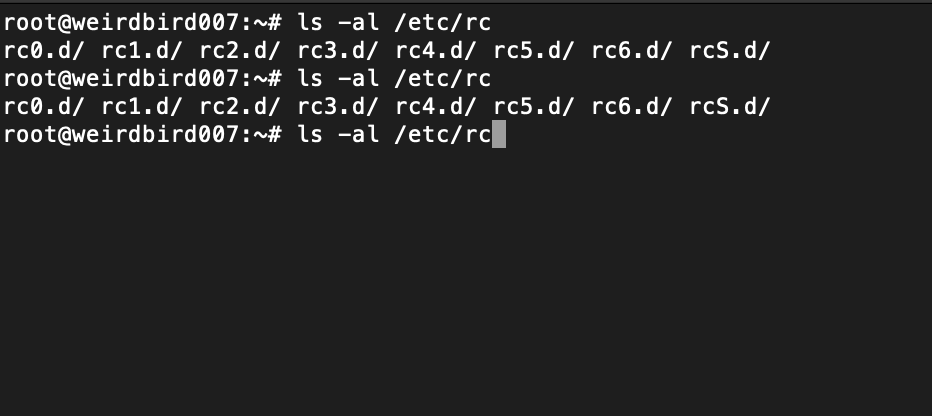 root@weirdbird007:~# ls -al /etc/rc
rc0.d/ rc1.d/ rc2.d/ rc3.d/ rc4.d/ rc5.d/ rc6.d/ rcS.d/
root@weirdbird007:~# ls -al /etc/rc
rc0.d/ rc1.d/ rc2.d/ rc3.d/ rc4.d/ rc5.d/ rc6.d/ rcS.d/
root@weirdbird007:~# ls -al /etc/rc